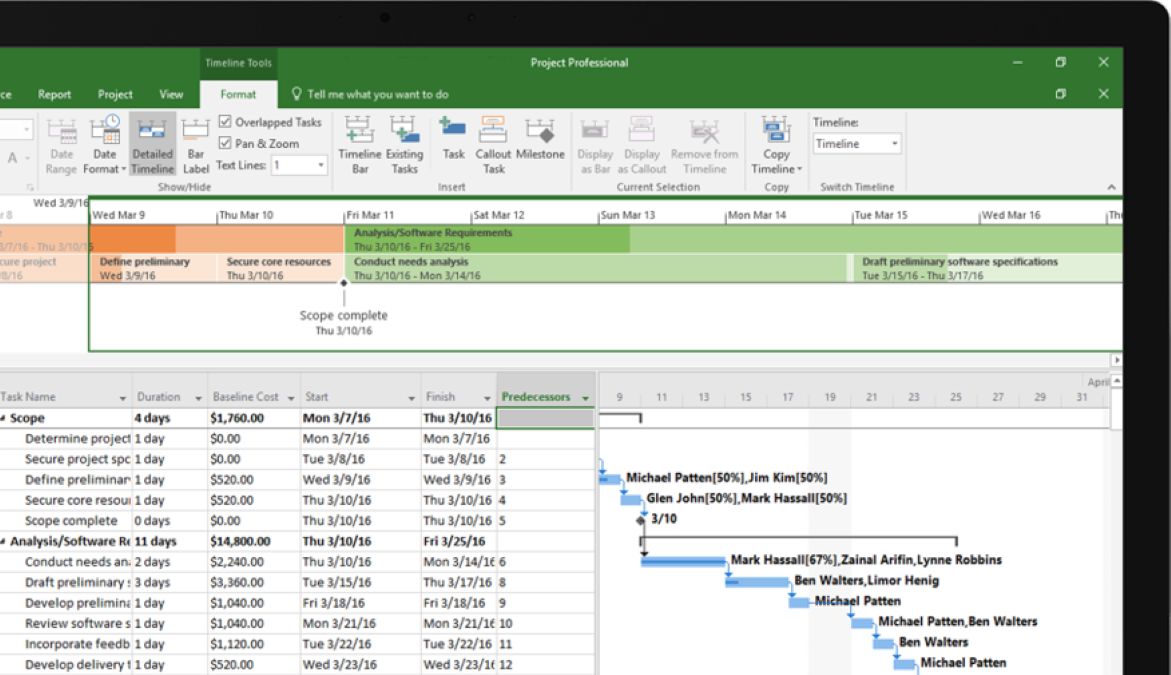 Timeline Tools
Project Professional
rce Report Project View Format Tell me what you want to do
Overlapped Tasks
Pan & Zoom
Text Lines: 1
A
Date Range
Date Format
Detailed Timeline
Bar Label
Show/Hide
Timeline Bar
Existing Tasks
Task
Callout Task
Milestone
Insert
Display as Bar
Display as Callout
Remove from Timeline
Current Selection
Copy Timeline
Copy
Timeline:
Timeline
Switch Timeline
Wed 3/9/16
r 8 Wed Mar 9 Thu Mar 10 Fri Mar 11 Sat Mar 12 Sun Mar 13 Mon Mar 14 Tue Mar 15 Wed Mar 16 Th
e Analysis/Software Requirements
3/7/16 - Thu 3/10/16 Thu 3/10/16 - Fri 3/25/16
cure project Define preliminary Secure core resources Conduct needs analysis Draft preliminary software specifications
/8/16 Wed 3/9/16 Thu 3/10/16 Thu 3/10/16 - Mon 3/14/16 Tue 3/15/16 - Thu 3/17/16
Scope complete
Thu 3/10/16
April
Task Name Duration Baseline Cost Start Finish Predecessors 9 11 13 15 17 19 21 23 25 27 29 31
Scope 4 days $1,760.00 Mon 3/7/16 Thu 3/10/16
Determine project 1 day $0.00 Mon 3/7/16 Mon 3/7/16
Secure project spc 1 day $0.00 Tue 3/8/16 Tue 3/8/16 2
Define preliminar 1 day $520.00 Wed 3/9/16 Wed 3/9/16 3 Michael Patten[50%],Jim Kim[50%]
Secure core resou 1 day $520.00 Thu 3/10/16 Thu 3/10/16 4 Glen John[50%],Mark Hassall[50%]
Scope complete 0 days $0.00 Thu 3/10/16 Thu 3/10/16 5 3/10
Analysis/Software Re 11 days $14,800.00 Thu 3/10/16 Fri 3/25/16
Conduct needs ana 2 days $2,240.00 Thu 3/10/16 Mon 3/14/16 6 Mark Hassall[67%],Zainal Arifin,Lynne Robbins
Draft preliminary s 3 days $3,360.00 Tue 3/15/16 Thu 3/17/16 8 Ben Walters,Limor Henig
Develop prelimina 1 day $1,040.00 Fri 3/18/16 Fri 3/18/16 9 Michael Patten
Review software s 1 day $1,040.00 Mon 3/21/16 Mon 3/21/16 10 Michael Patten,Ben Walters
Incorporate feedb 1 day $1,120.00 Tue 3/22/16 Tue 3/22/16 11 Ben Walters
Develop delivery t 1 day $520.00 Wed 3/23/16 Wed 3/23/16 12 Michael Patten